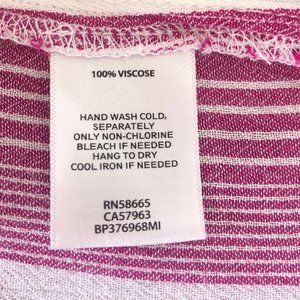 100% VISCOSE
HAND WASH COLD,
SEPARATELY
ONLY NON-CHLORINE
BLEACH IF NEEDED
HANG TO DRY
COOL IRON IF NEEDED
RN58665
CA57963
BP376968MI